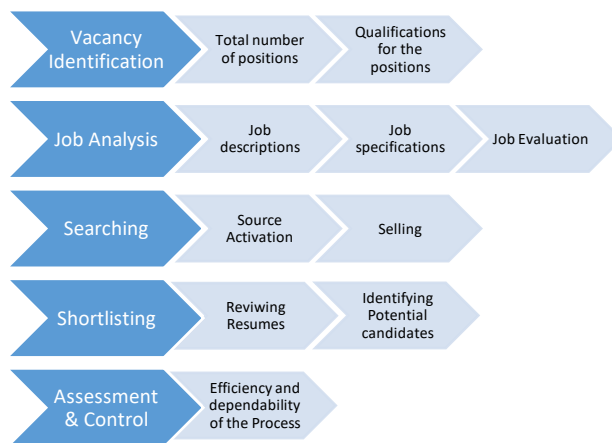 Vacancy
Identification
Total number
of positions
Qualifications
for the
positions
Job Analysis
Job
descriptions
Job
specifications
Job Evaluation
Searching
Source
Activation
Selling
Shortlisting
Reviwing
Resumes
Identifying
Potential
candidates
Assessment
& Control
Efficiency and
dependability
of the Process